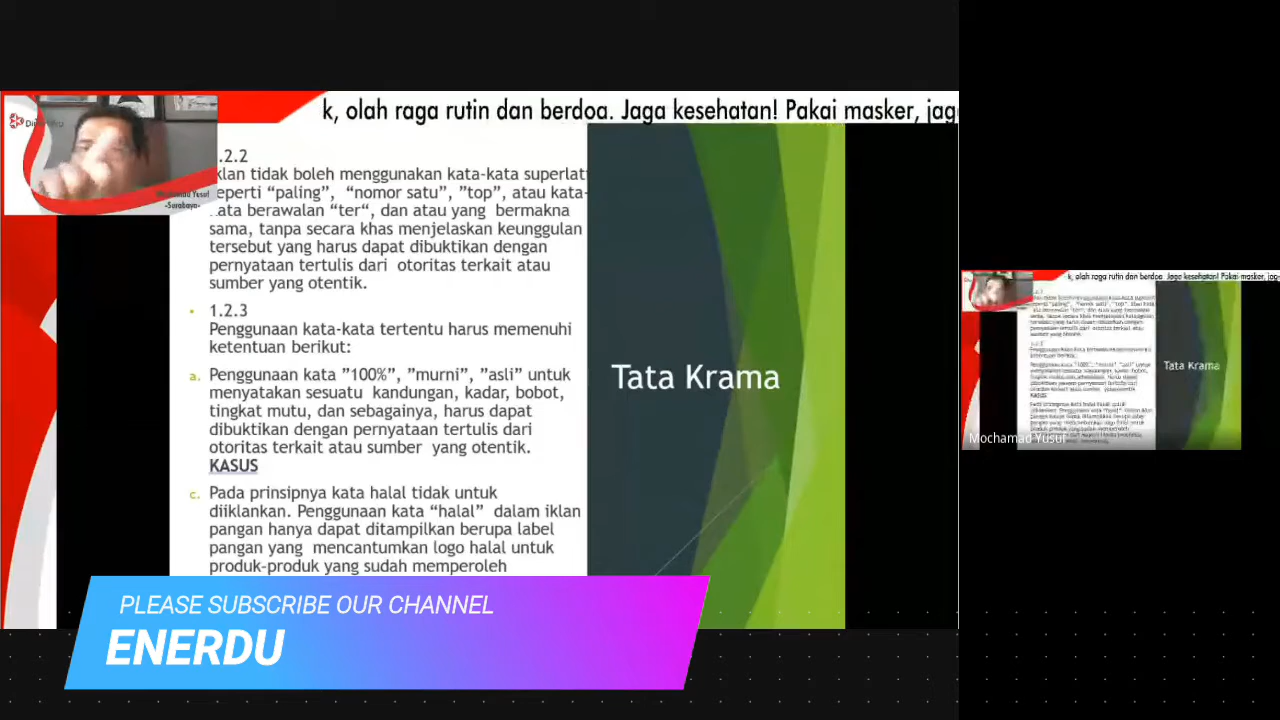 k, olah raga rutin dan berdoa. Jaga kesehatan! Pakai masker, jag
.2.2
klan tidak boleh menggunakan kata-kata superlati
eperti “paling”, “nomor satu”, ”top”, atau kata-
ata berawalan “ter“, dan atau yang bermakna
sama, tanpa secara khas menjelaskan keunggulan
tersebut yang harus dapat dibuktikan dengan
pernyataan tertulis dari otoritas terkait atau
sumber yang otentik.
• 1.2.3
Penggunaan kata-kata tertentu harus memenuhi
ketentuan berikut:
a. Penggunaan kata ”100%”, ”murni”, ”asli” untuk
menyatakan sesuatu kandungan, kadar, bobot,
tingkat mutu, dan sebagainya, harus dapat
dibuktikan dengan pernyataan tertulis dari
otoritas terkait atau sumber yang otentik.
KASUS
c. Pada prinsipnya kata halal tidak untuk
diiklankan. Penggunaan kata “halal” dalam iklan
pangan hanya dapat ditampilkan berupa label
pangan yang mencantumkan logo halal untuk
produk-produk yang sudah memperoleh
Tata Krama
-Surabaya-
PLEASE SUBSCRIBE OUR CHANNEL
ENERDU
k, olah raga rutin dan berdoa. Jaga kesehatan! Pakai masker, jag
Tata Krama
KASUS
Mochamad Yusuf